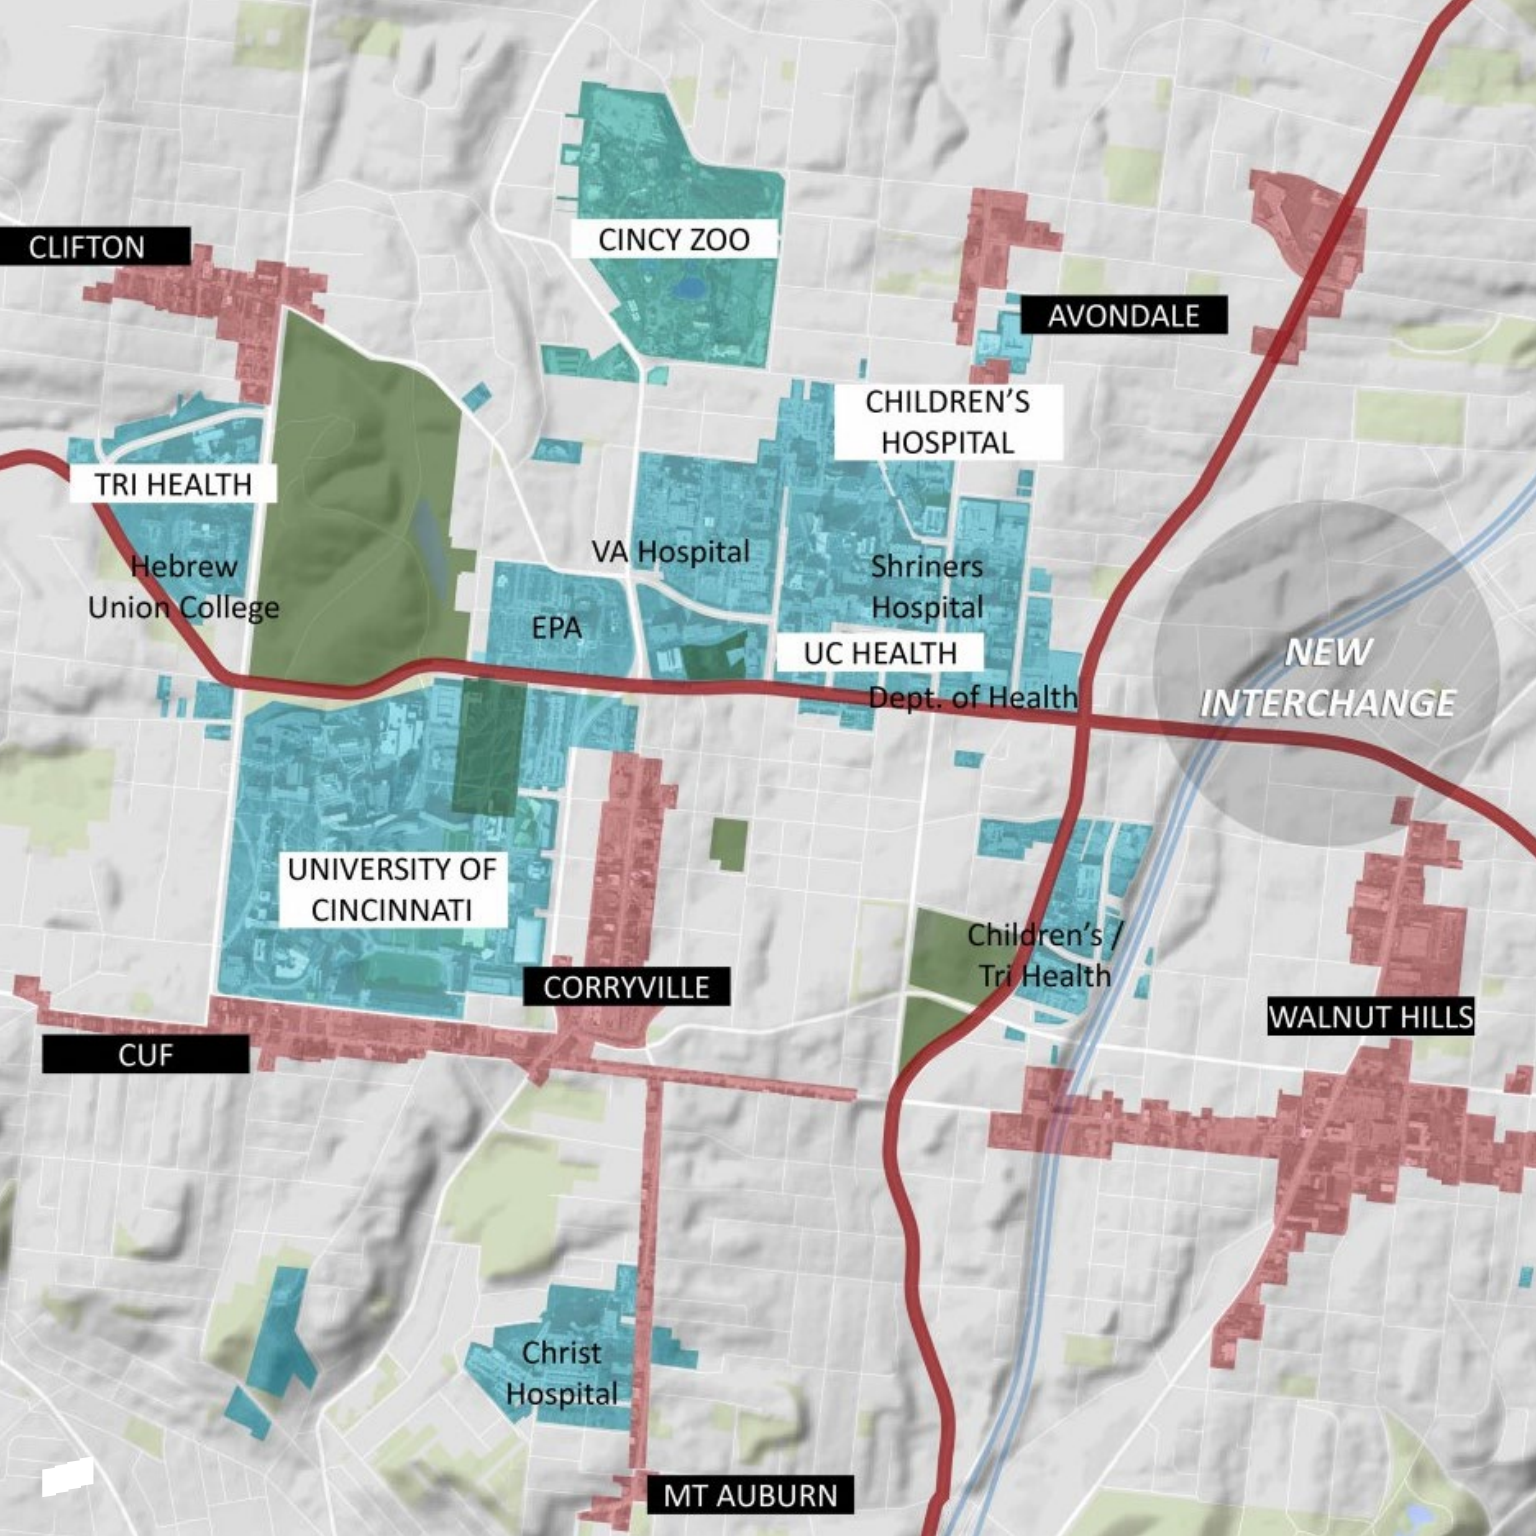 CINCY ZOO
CLIFTON
AVONDALE
CHILDREN'S
HOSPITAL
TRI HEALTH
Hebrew
Union College
VA Hospital
Shriners
Hospital
EPA
UC HEALTH
Dept. of Health
NEW
INTERCHANGE
UNIVERSITY OF
CINCINNATI
Children's /
Tri Health
CORRYVILLE
WALNUT HILLS
CUF
Christ
Hospital
MT AUBURN